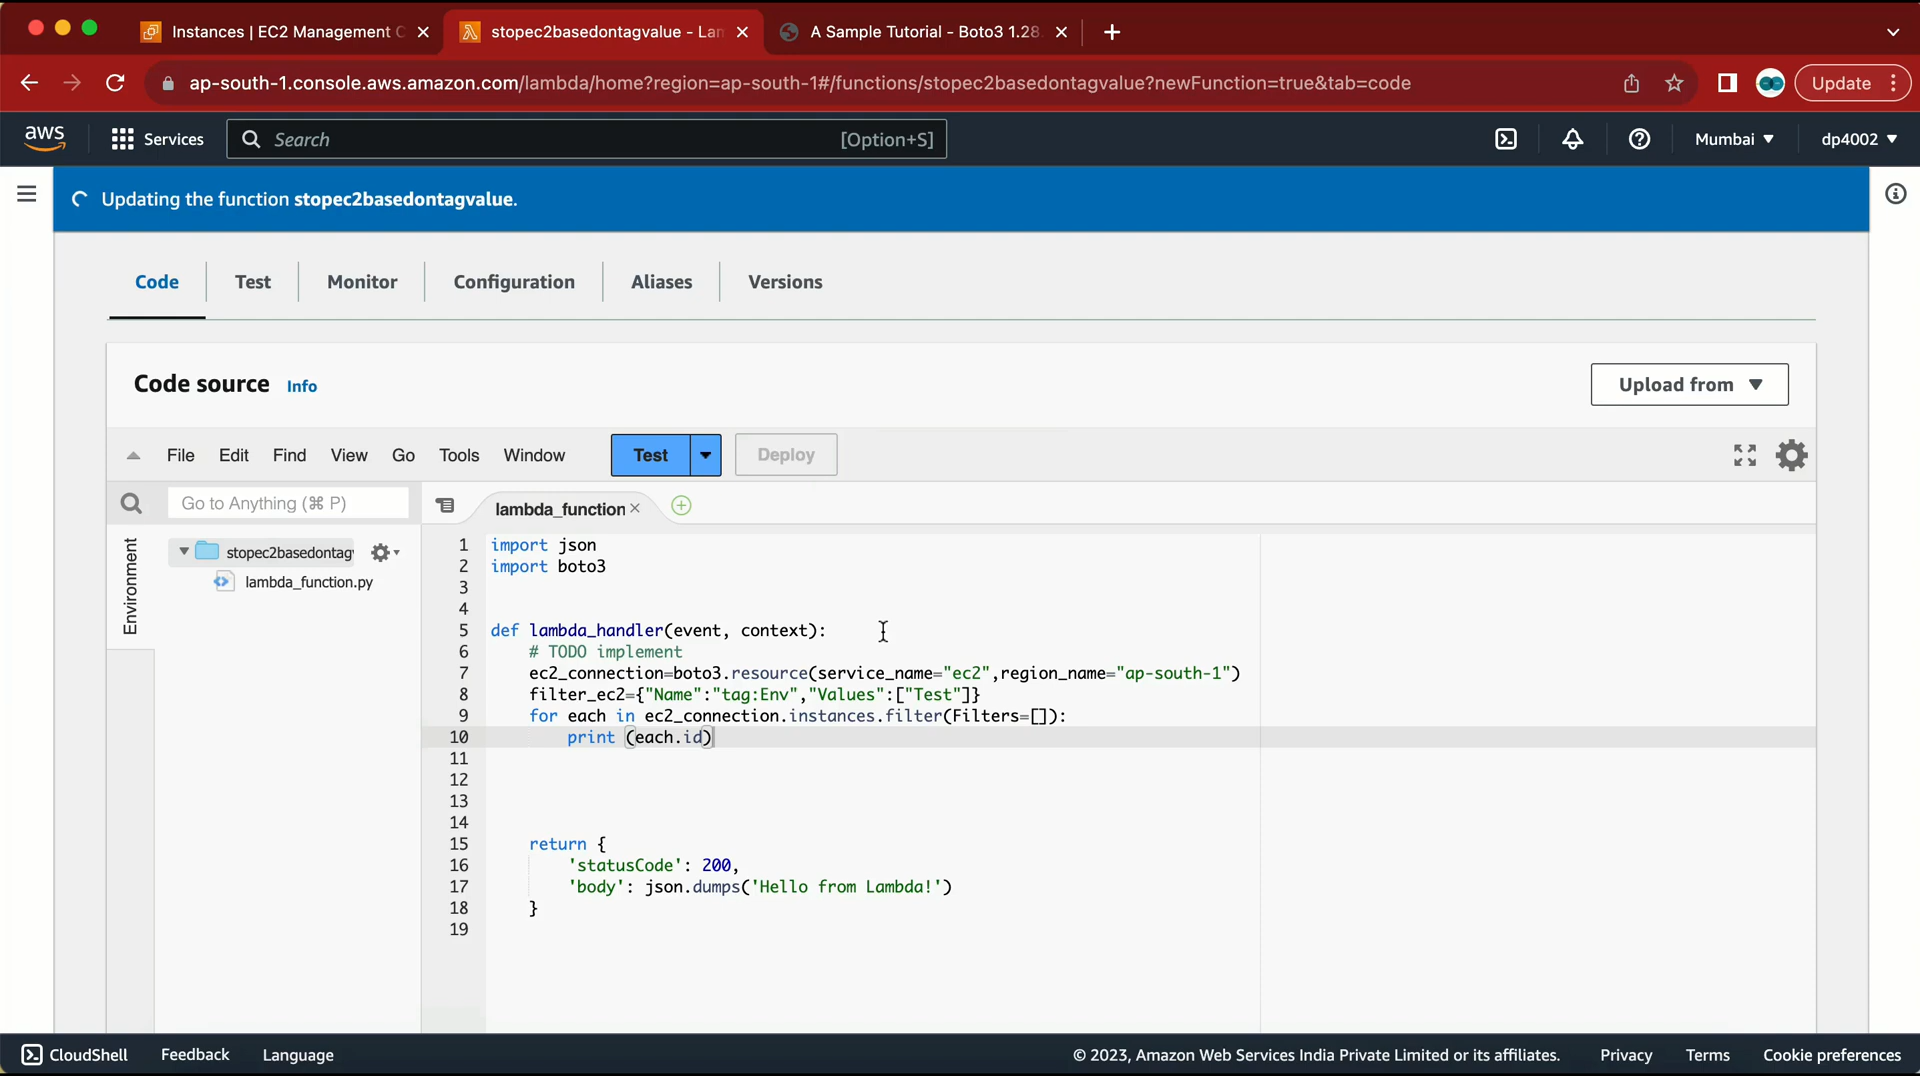 Instances | EC2 Management C
stopec2basedontagvalue - Lam
A Sample Tutorial - Boto3 1.28.
ap-south-1.console.aws.amazon.com/lambda/home?region=ap-south-1#/functions/stopec2basedontagvalue?newFunction=true&tab=code
Update
aws
Services
Search
[Option+S]
Mumbai
dp4002
Updating the function stopec2basedontagvalue.
Code
Test
Monitor
Configuration
Aliases
Versions
Code source Info
Upload from
File Edit Find View Go Tools Window
Test
Deploy
Go to Anything (⌘ P)
lambda_function
Environment
stopec2basedontagv
lambda_function.py
1 import json
2 import boto3
3
4
5 def lambda_handler(event, context):
6 # TODO implement
7 ec2_connection=boto3.resource(service_name="ec2",region_name="ap-south-1")
8 filter_ec2={"Name":"tag:Env","Values":["Test"]}
9 for each in ec2_connection.instances.filter(Filters=[]):
10 print (each.id)
11
12
13
14
15 return {
16 'statusCode': 200,
17 'body': json.dumps('Hello from Lambda!')
18 }
19
CloudShell
Feedback
Language
© 2023, Amazon Web Services India Private Limited or its affiliates.
Privacy
Terms
Cookie preferences